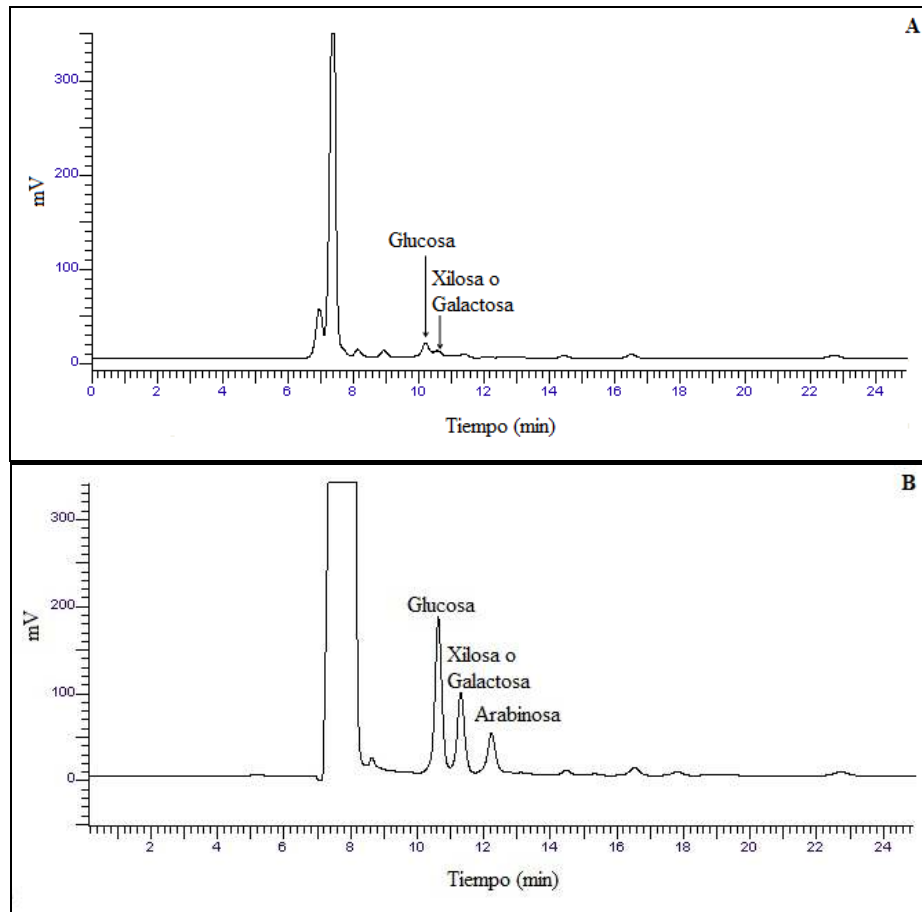 A
300
200
100
0
mV
Glucosa
Xilosa o
Galactosa
0 2 4 6 8 10 12 14 16 18 20 22 24
Tiempo (min)
B
300
200
100
0
mV
Glucosa
Xilosa o
Galactosa
Arabinosa
2 4 6 8 10 12 14 16 18 20 22 24
Tiempo (min)